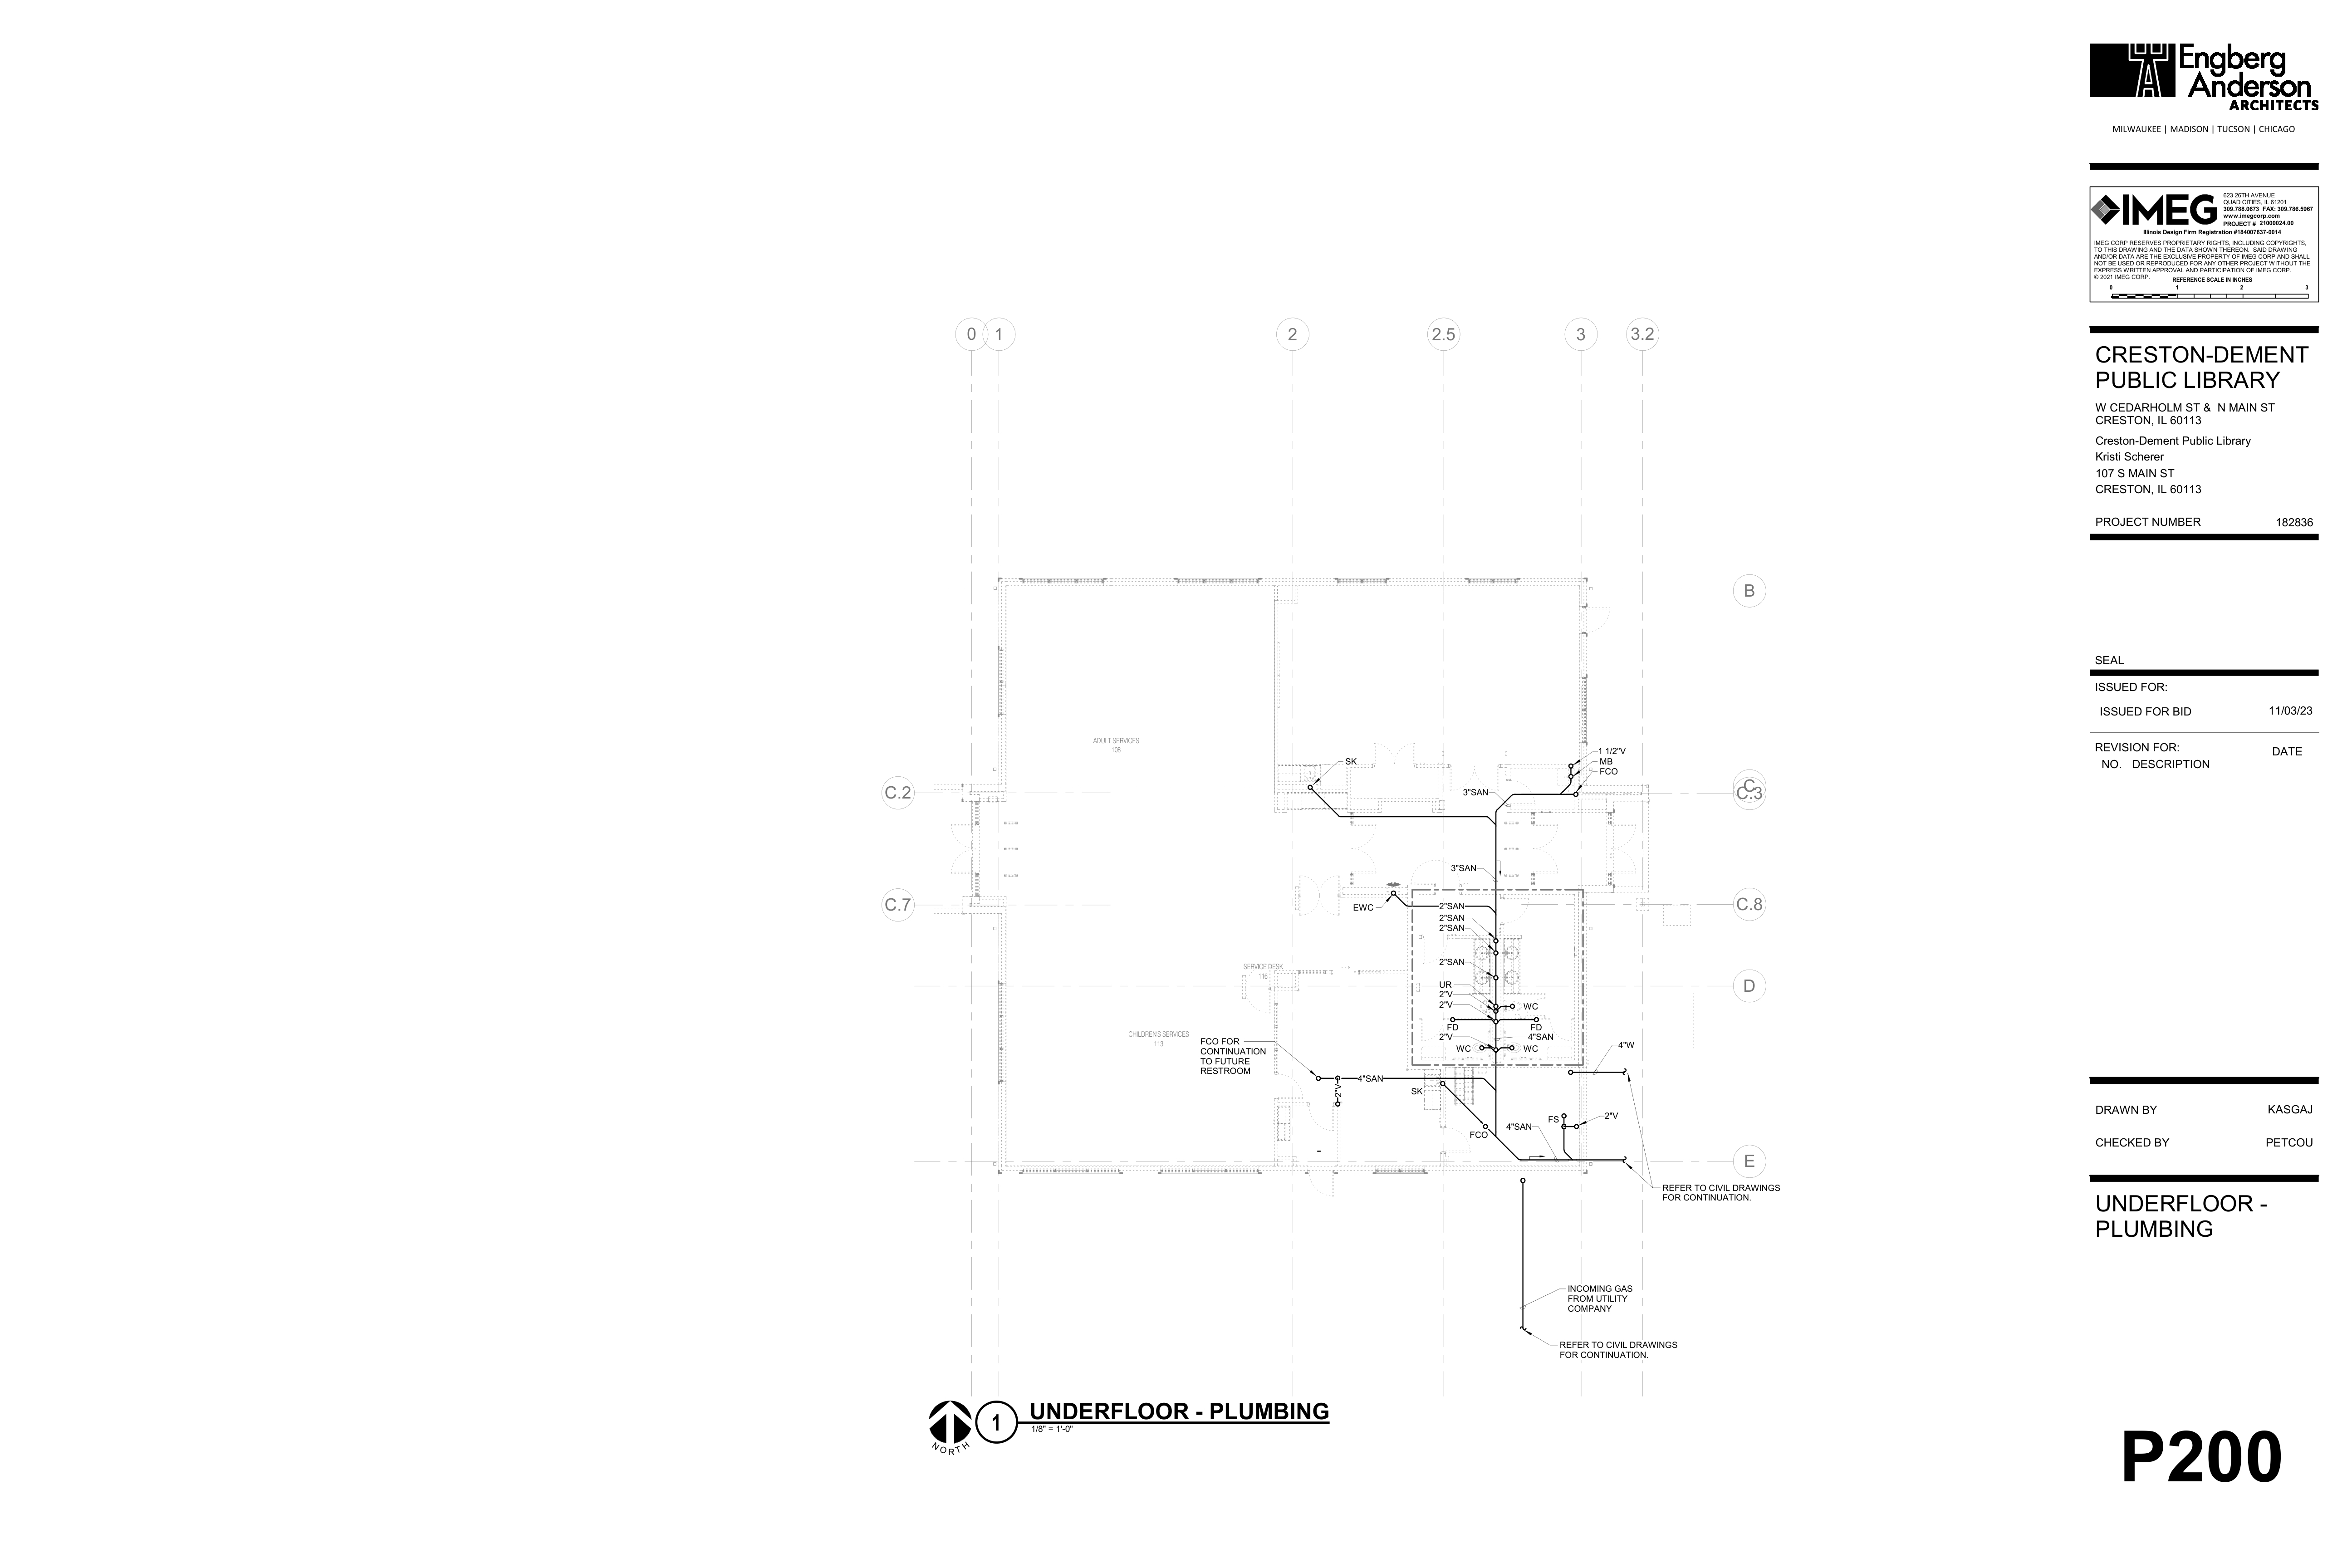 Engberg
Anderson
ARCHITECTS
MILWAUKEE | MADISON | TUCSON | CHICAGO
IMEG
623 26TH AVENUE
QUAD CITIES, IL 61201
309.788.0673 FAX: 309.786.5967
www.imegcorp.com
PROJECT # 21000024.00
Illinois Design Firm Registration #184007637-0014
IMEG CORP RESERVES PROPRIETARY RIGHTS, INCLUDING COPYRIGHTS,
TO THIS DRAWING AND THE DATA SHOWN THEREON. SAID DRAWING
AND/OR DATA ARE THE EXCLUSIVE PROPERTY OF IMEG CORP AND SHALL
NOT BE USED OR REPRODUCED FOR ANY OTHER PROJECT WITHOUT THE
EXPRESS WRITTEN APPROVAL AND PARTICIPATION OF IMEG CORP.
© 2021 IMEG CORP.
REFERENCE SCALE IN INCHES
0 1 2 3
CRESTON-DEMENT
PUBLIC LIBRARY
W CEDARHOLM ST & N MAIN ST
CRESTON, IL 60113
Creston-Dement Public Library
Kristi Scherer
107 S MAIN ST
CRESTON, IL 60113
PROJECT NUMBER 182836
SEAL
ISSUED FOR:
ISSUED FOR BID 11/03/23
REVISION FOR:
DATE
NO. DESCRIPTION
DRAWN BY KASGAJ
CHECKED BY PETCOU
UNDERFLOOR -
PLUMBING
P200
0 1 2 2.5 3 3.2
B
ADULT SERVICES
108
SK
1 1/2"V
MB
FCO
3"SAN
C.2
C
C.3
3"SAN
EWC
2"SAN
2"SAN
2"SAN
C.7
C.8
2"SAN
SERVICE DESK
116
D
UR
2"V
2"V
WC
FD
FD
2"V
4"SAN
WC
WC
CHILDREN'S SERVICES
113
FCO FOR
CONTINUATION
TO FUTURE
RESTROOM
4"W
4"SAN
2"V
SK
FCO
4"SAN
FS
2"V
E
REFER TO CIVIL DRAWINGS
FOR CONTINUATION.
INCOMING GAS
FROM UTILITY
COMPANY
REFER TO CIVIL DRAWINGS
FOR CONTINUATION.
NORTH
1
UNDERFLOOR - PLUMBING
1/8" = 1'-0"